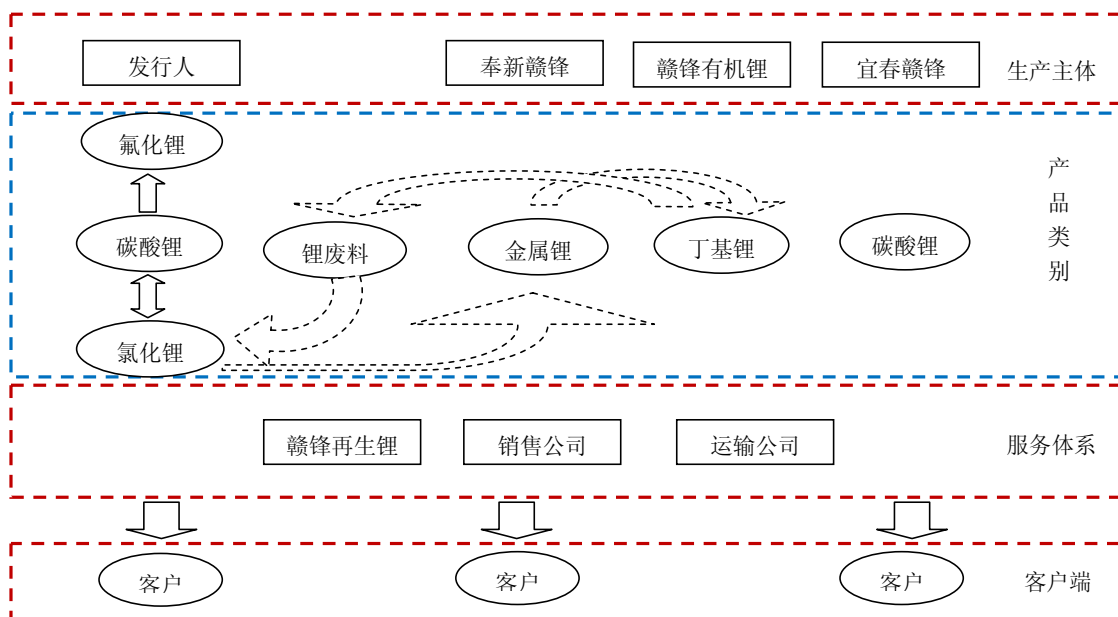 发行人
奉新赣锋
赣锋有机锂
宜春赣锋
生产主体
氟化锂
碳酸锂
氯化锂
锂废料
金属锂
丁基锂
碳酸锂
产品类别
赣锋再生锂
销售公司
运输公司
服务体系
客户
客户
客户
客户端